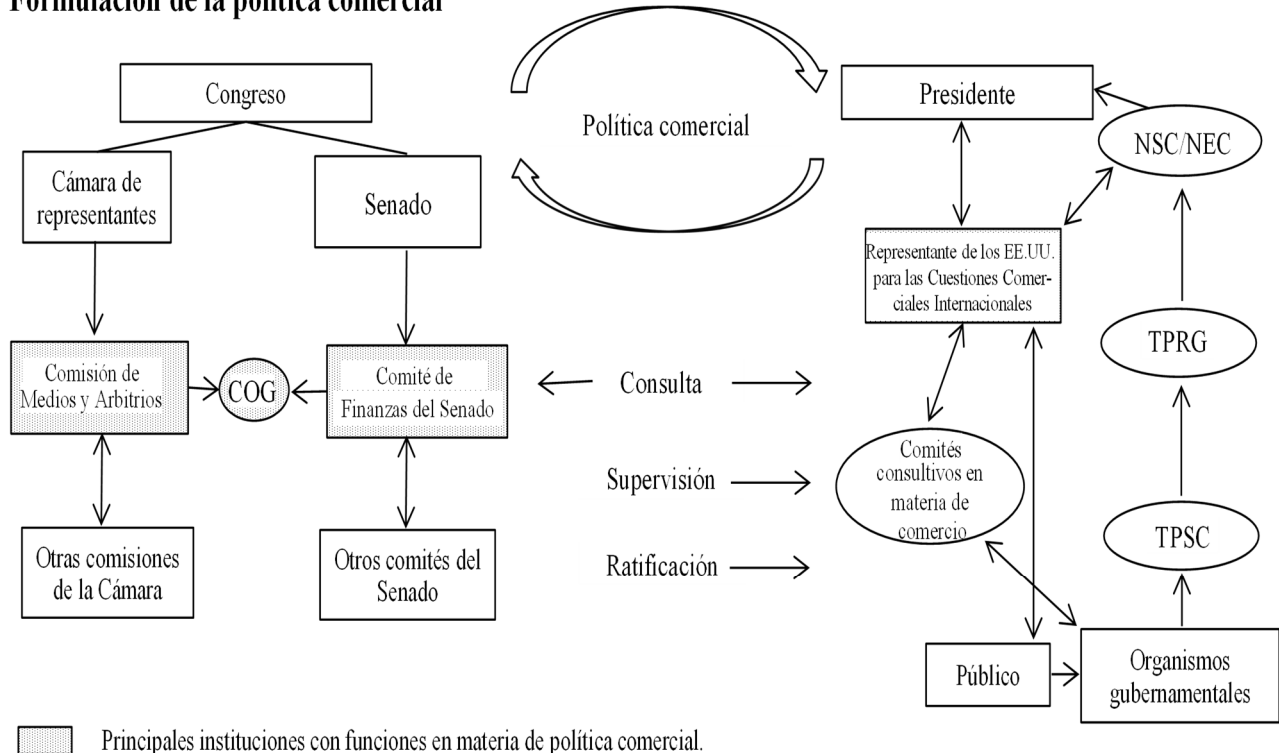 Formulación de la política comercial
Congreso
Cámara de
representantes
Senado
Comisión de
Medios y Arbitrios
COG
Comité de
Finanzas del Senado
Otras comisiones
de la Cámara
Otros comités del
Senado
Política comercial
Consulta
Supervisión
Ratificación
Presidente
NSC/NEC
Representante de los EE.UU.
para las Cuestiones Comer-
ciales Internacionales
TPRG
Comités
consultivos en
materia de
comercio
TPSC
Público
Organismos
gubernamentales
Principales instituciones con funciones en materia de política comercial.